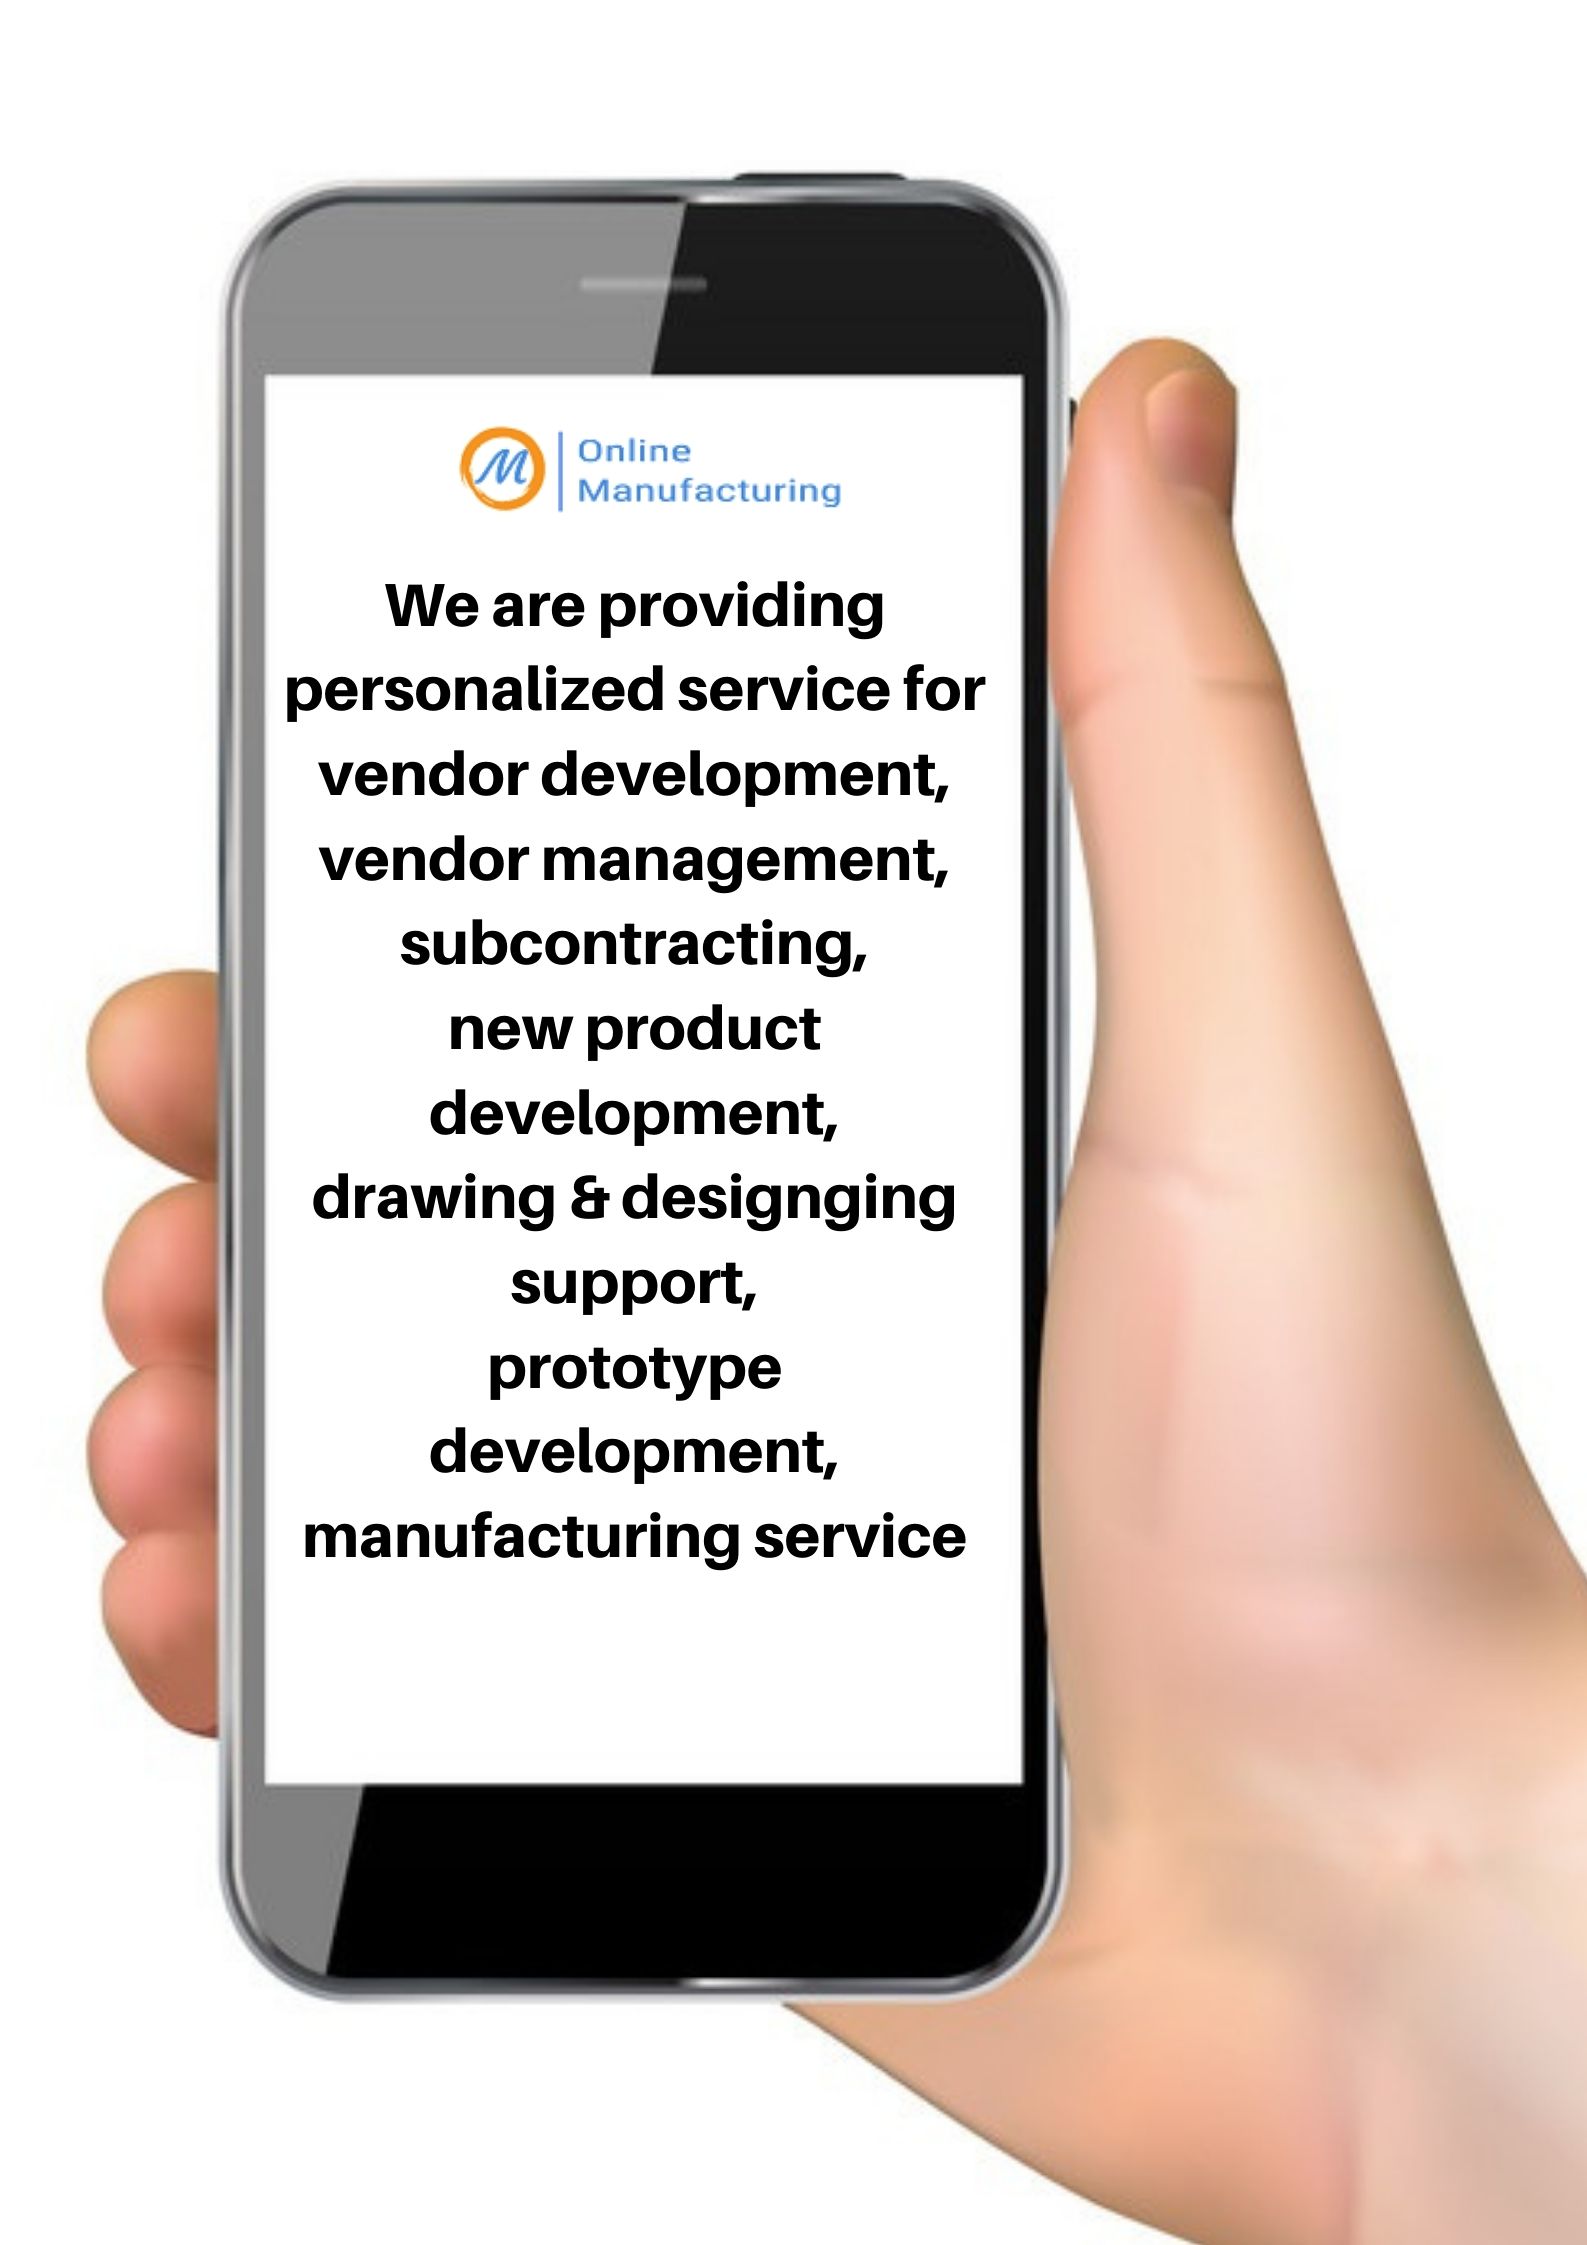 M
Online
Manufacturing
We are providing
personalized service for
vendor development,
vendor management,
subcontracting,
new product
development,
drawing & designging
support,
prototype
development,
manufacturing service